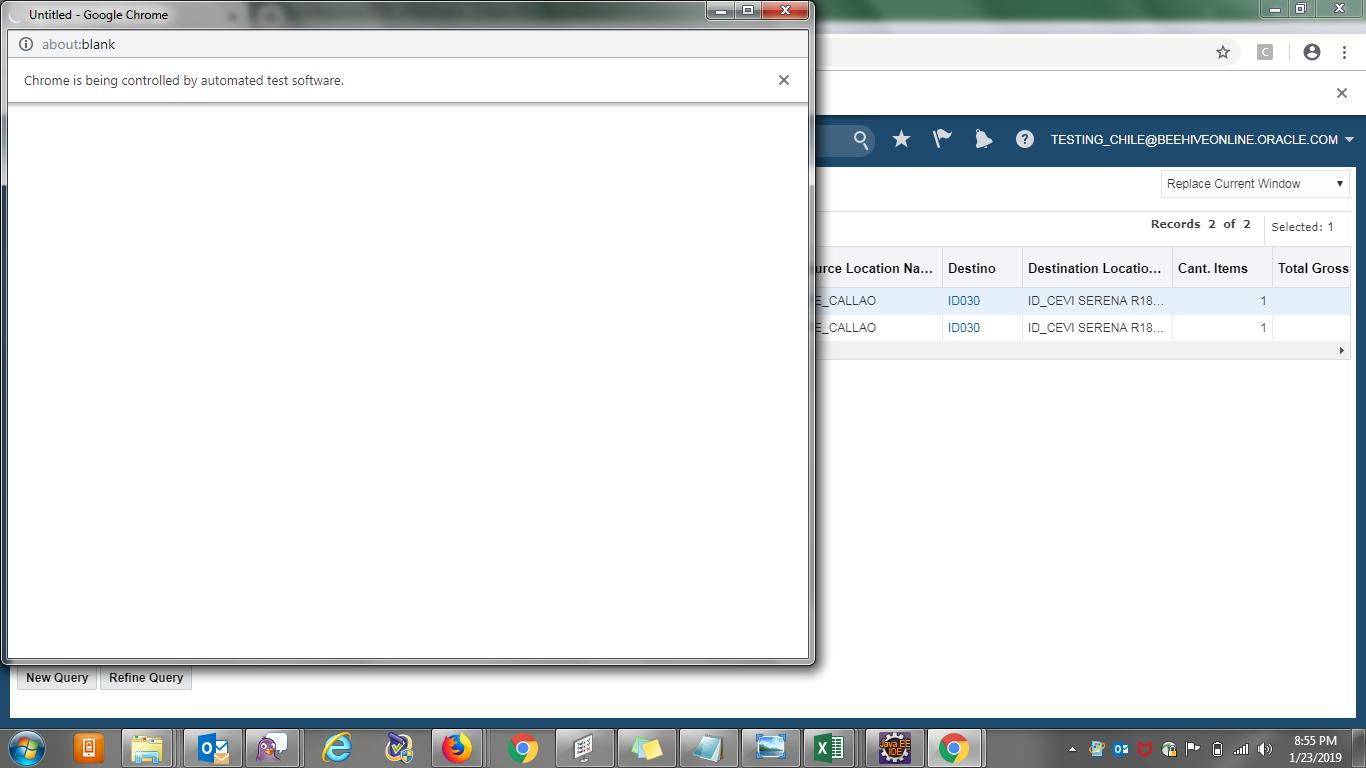 Untitled - Google Chrome
about:blank
Chrome is being controlled by automated test software.
C
TESTING_CHILE@BEEHIVEONLINE.ORACLE.COM
Replace Current Window
Records 2 of 2
Selected: 1
urce Location Na... Destino Destination Locatio... Cant. Items Total Gross
E_CALLAO ID030 ID_CEVI SERENA R18... 1
E_CALLAO ID030 ID_CEVI SERENA R18... 1
New Query Refine Query
Java EE
IDE
8:55 PM
1/23/2019